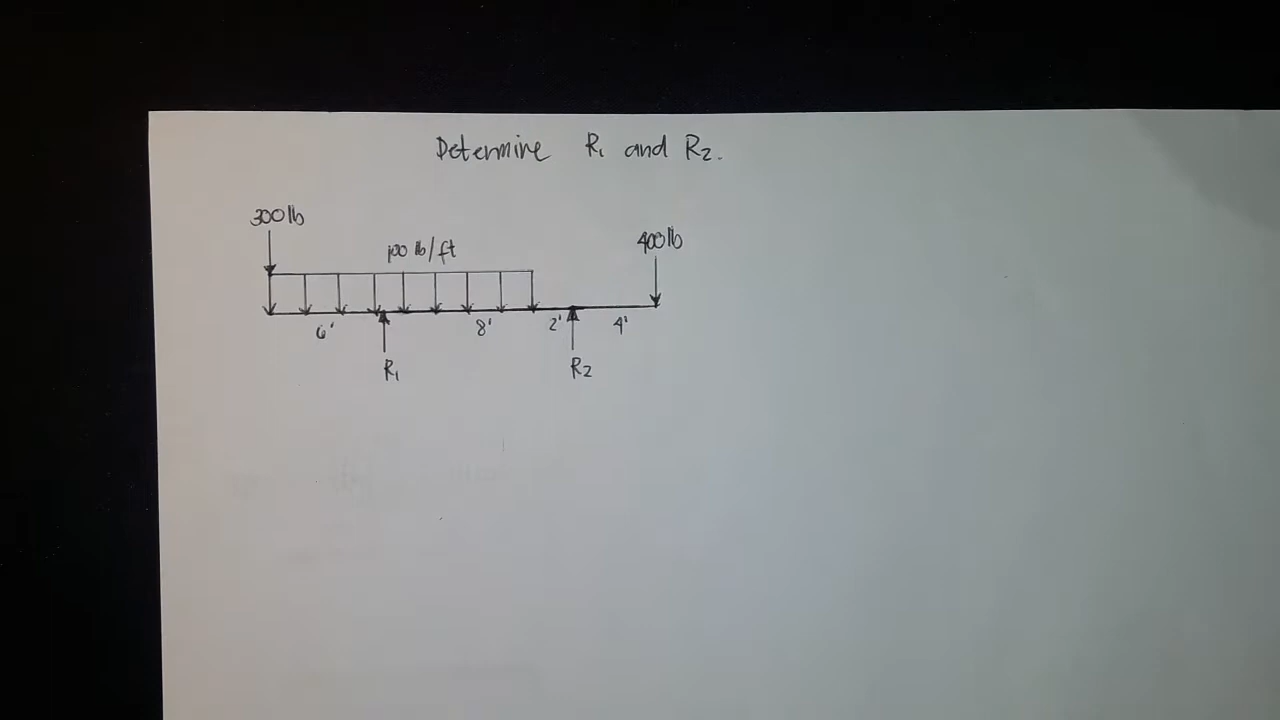 Determine R1 and R2.
300 lb
100 lb/ft
400 lb
6' 8' 2' 4'
R1 R2